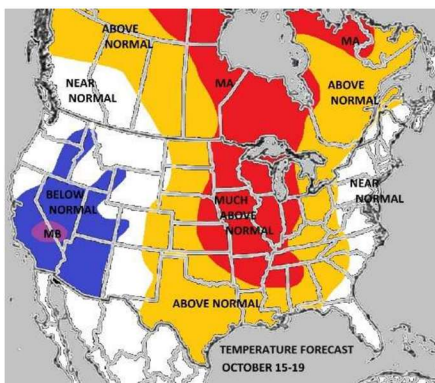 ABOVE
NORMAL
MA
MA
NEAR
NORMAL
ABOVE
NORMAL
BELOW
NORMAL
MB
MUCH
ABOVE
NORMAL
NEAR
NORMAL
ABOVE NORMAL
TEMPERATURE FORECAST
OCTOBER 15-19